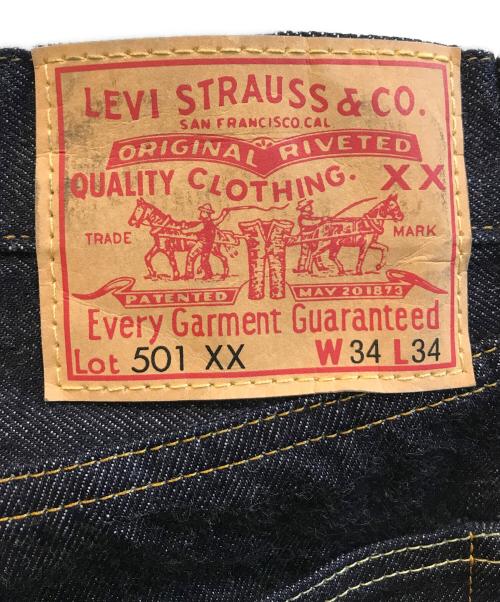 LEVI STRAUSS & CO.
SAN FRANCISCO.CAL
ORIGINAL RIVETED
QUALITY CLOTHING. XX
TRADE MARK
PATENTED MAY 20 1873
Every Garment Guaranteed
Lot 501 XX W 34 L 34